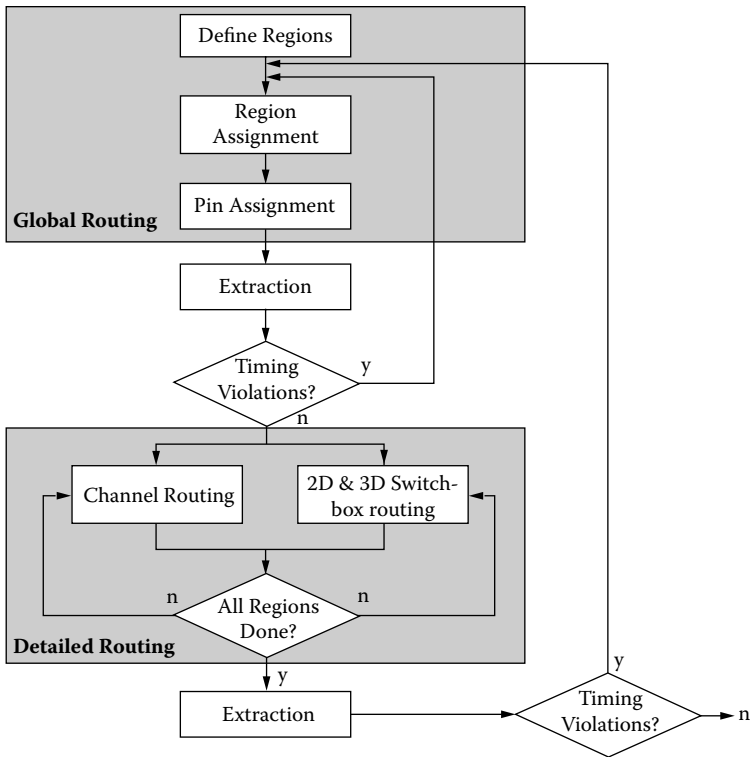 Define Regions
Region
Assignment
Pin Assignment
Global Routing
Extraction
Timing
Violations?
y
n
Channel Routing
2D & 3D Switch-
box routing
n
n
All Regions
Done?
Detailed Routing
y
Extraction
y
Timing
Violations?
n